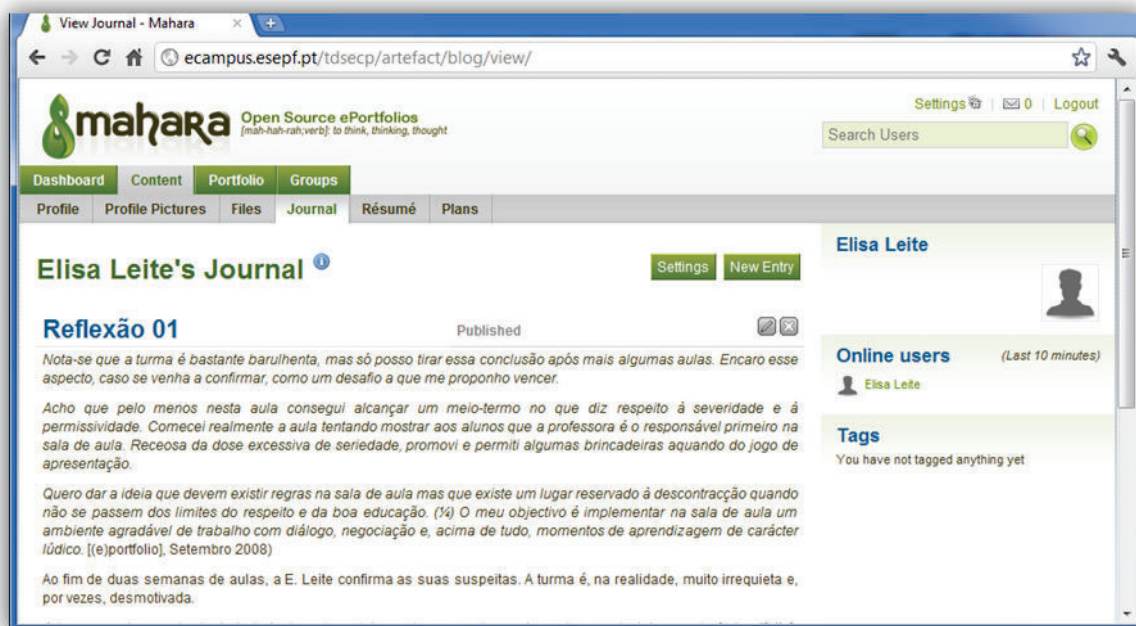 View Journal - Mahara
ecampus.esepf.pt/tdsecp/artefact/blog/view/
mahara
Open Source ePortfolios
[mah-hah-rah;verb]: to think, thinking, thought
Settings | 0 | Logout
Search Users
Dashboard Content Portfolio Groups
Profile Profile Pictures Files Journal Résumé Plans
Elisa Leite's Journal
Settings New Entry
Reflexão 01
Published
Nota-se que a turma é bastante barulhenta, mas só posso tirar essa conclusão após mais algumas aulas. Encaro esse
aspecto, caso se venha a confirmar, como um desafio a que me proponho vencer.
Acho que pelo menos nesta aula consegui alcançar um meio-termo no que diz respeito à severidade e à
permissividade. Comecei realmente a aula tentando mostrar aos alunos que a professora é o responsável primeiro na
sala de aula. Receosa da dose excessiva de seriedade, promovi e permiti algumas brincadeiras aquando do jogo de
apresentação.
Quero dar a ideia que devem existir regras na sala de aula mas que existe um lugar reservado à descontracção quando
não se passem dos limites do respeito e da boa educação. (¼) O meu objectivo é implementar na sala de aula um
ambiente agradável de trabalho com diálogo, negociação e, acima de tudo, momentos de aprendizagem de carácter
lúdico. [(e)portfolio], Setembro 2008)
Ao fim de duas semanas de aulas, a E. Leite confirma as suas suspeitas. A turma é, na realidade, muito irrequieta e,
por vezes, desmotivada.
Elisa Leite
Online users (Last 10 minutes)
Elisa Leite
Tags
You have not tagged anything yet